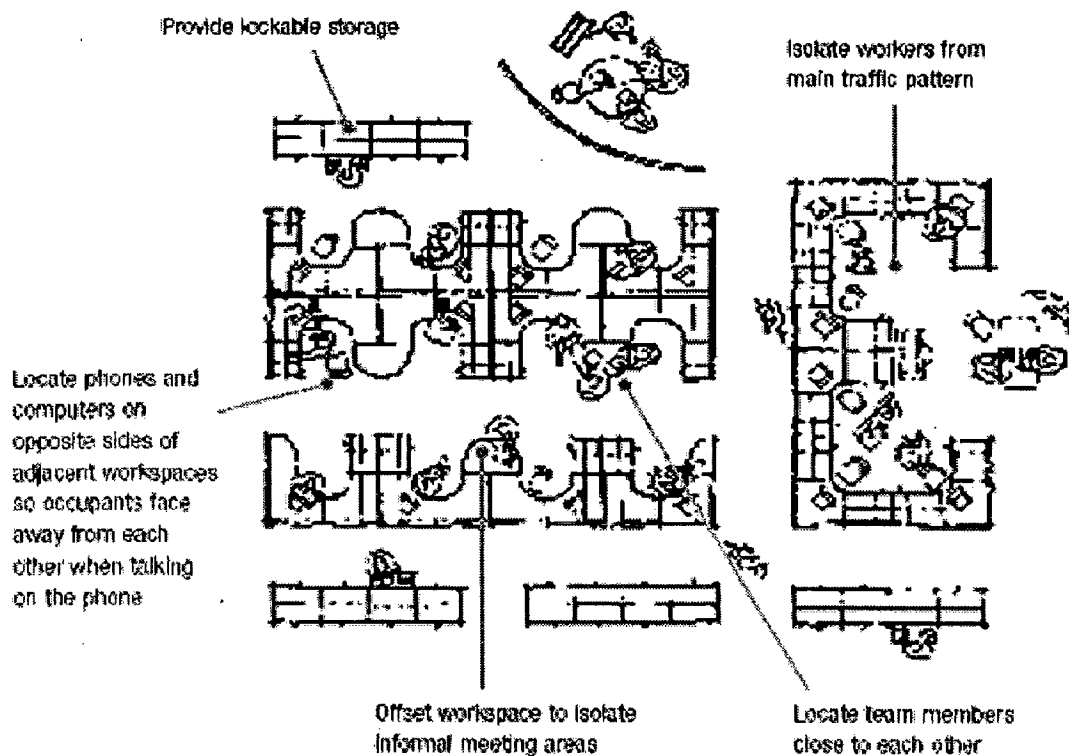 Provide lockable storage
Isolate workers from
main traffic pattern
Locate phones and
computers on
opposite sides of
adjacent workspaces
so occupants face
away from each
other when talking
on the phone
Offset workspace to isolate
informal meeting areas
Locate team members
close to each other